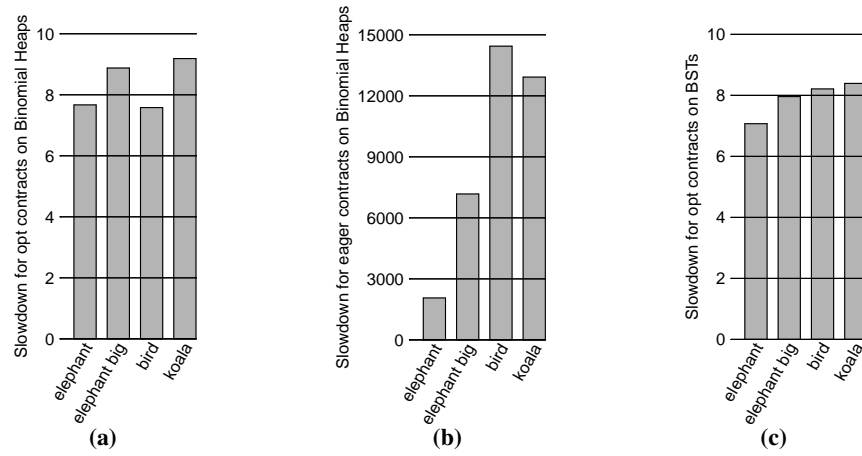 Slowdown for opt contracts on Binomial Heaps
10
8
6
4
2
0
elephant
elephant big
bird
koala
(a)
Slowdown for eager contracts on Binomial Heaps
15000
12000
9000
6000
3000
0
elephant
elephant big
bird
koala
(b)
Slowdown for opt contracts on BSTs
10
8
6
4
2
0
elephant
elephant big
bird
koala
(c)